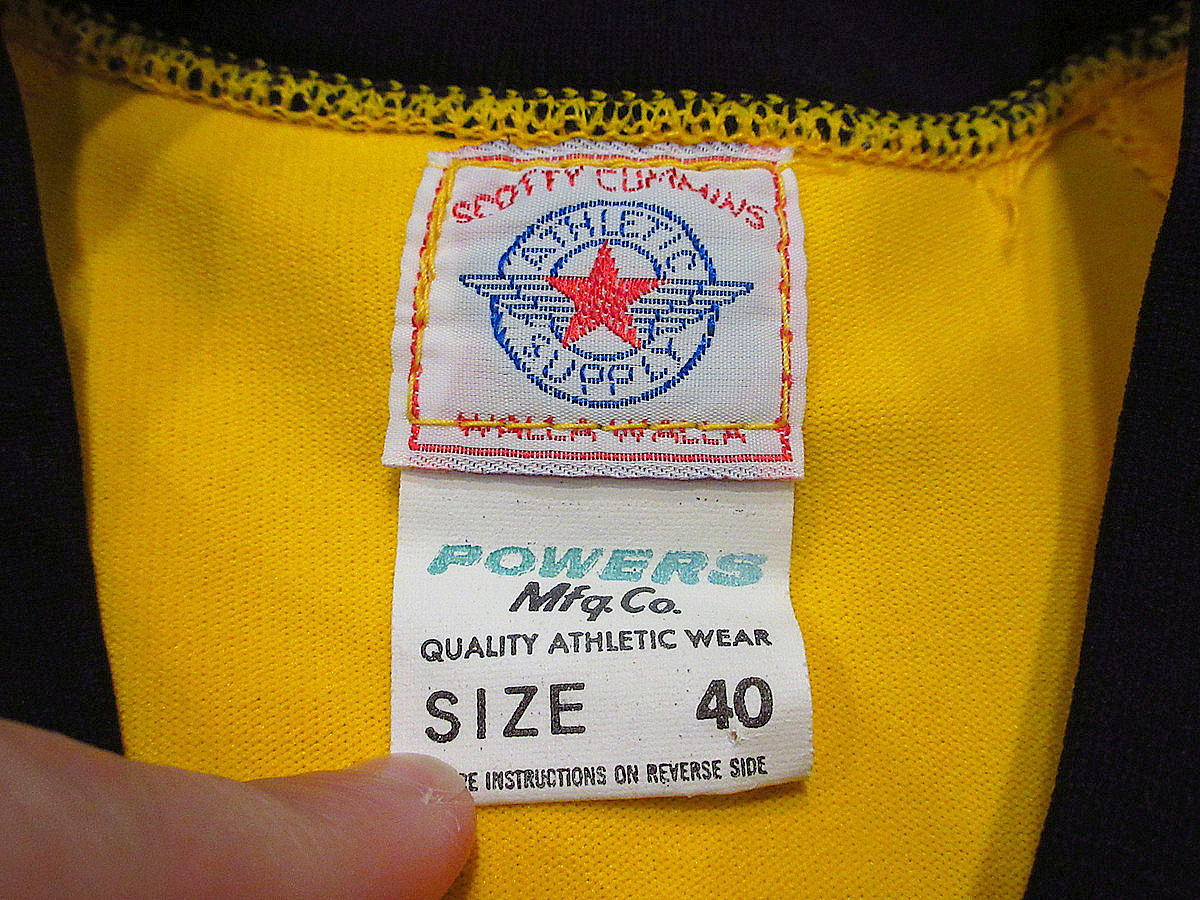 SCOTTY CUMMINS
ATHLETIC
SUPPLY
WALLA WALLA
POWERS
Mfg. Co.
QUALITY ATHLETIC WEAR
SIZE 40
INSTRUCTIONS ON REVERSE SIDE